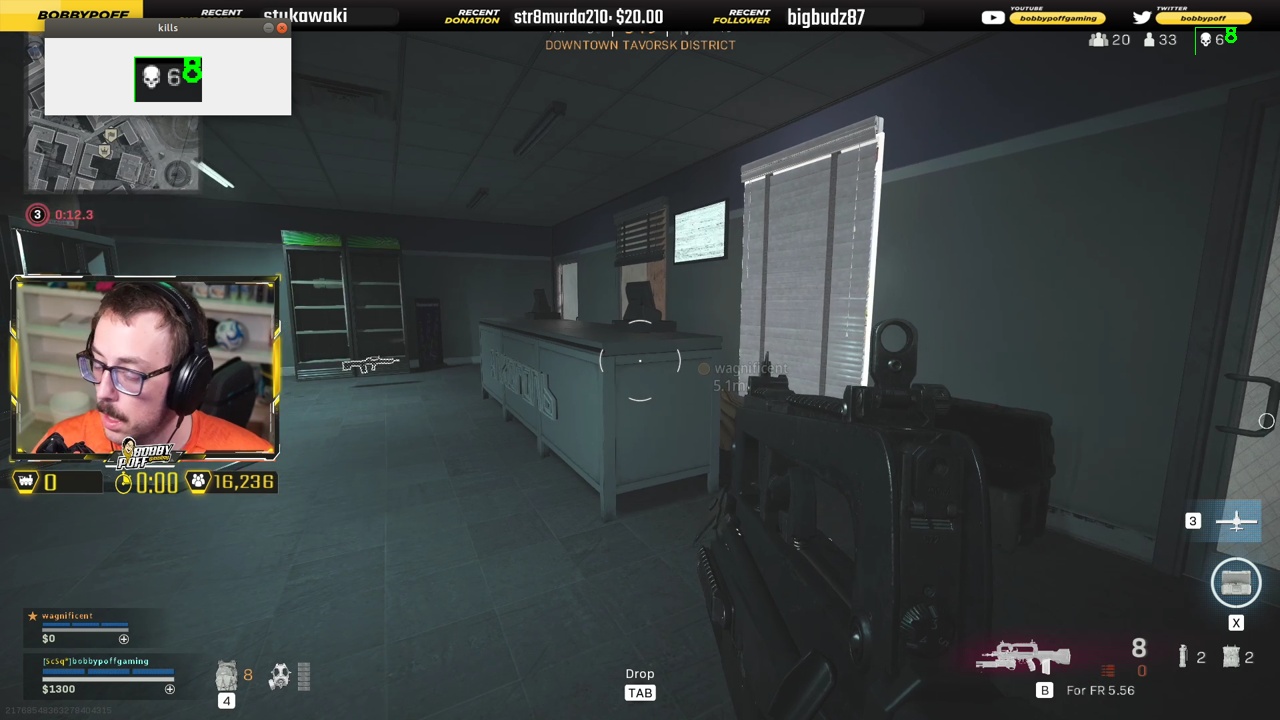 BOBBYPOFF
RECENT
stukawaki
RECENT
DONATION
str8murda210: $20.00
RECENT
FOLLOWER
bigbudz87
YOUTUBE
bobbypoffgaming
TWITTER
bobbypoff
kills
DOWNTOWN TAVORSK DISTRICT
20
33
6
8
6
8
3
0:12.3
wagnificent
5.1m
BOBBY
POFF
0
0:00
16,236
3
X
wagnificent
$0
[ScSq*]bobbypoffgaming
$1300
8
4
Drop
TAB
8
0
2
2
B
For FR 5.56